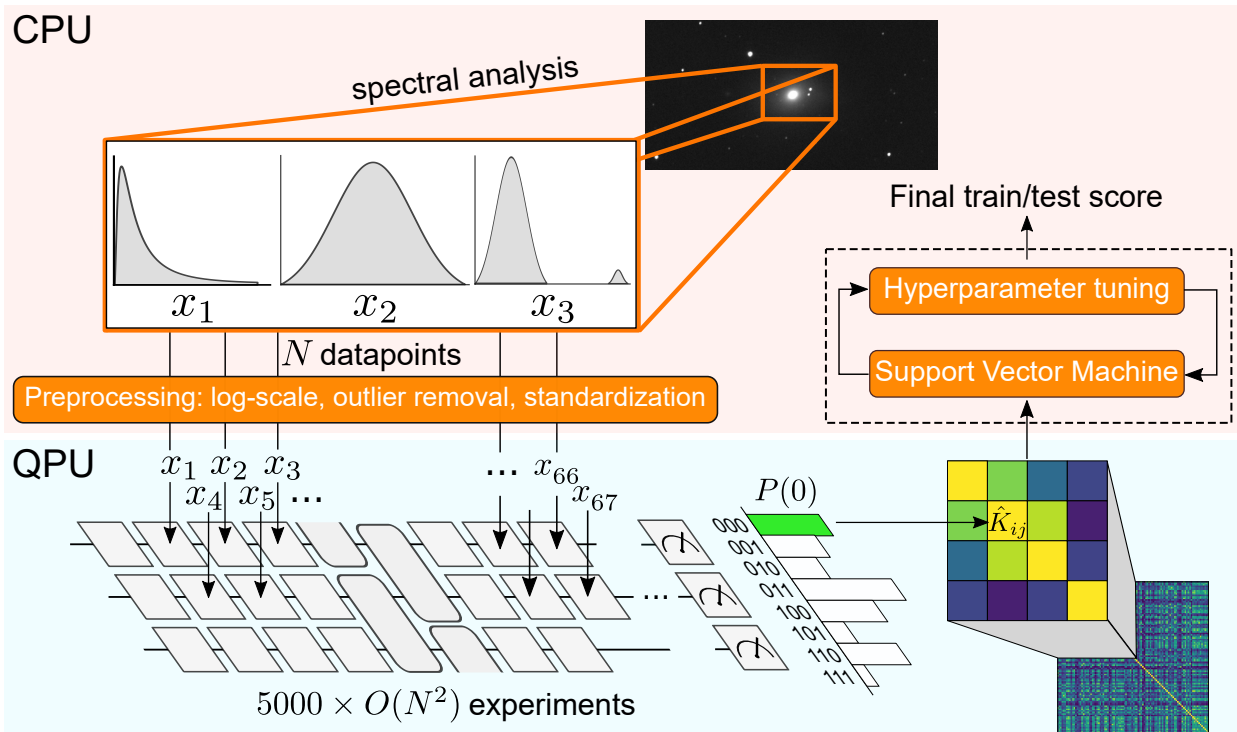 CPU
spectral analysis
x₁ x₂ x₃
N datapoints
Preprocessing: log-scale, outlier removal, standardization
Final train/test score
Hyperparameter tuning
Support Vector Machine
QPU
x₁ x₂ x₃ ... x₆₆
x₄ x₅ ... x₆₇
...
P(0)
000
001
010
011
100
101
110
111
K̂ᵢⱼ
5000 × O(N²) experiments